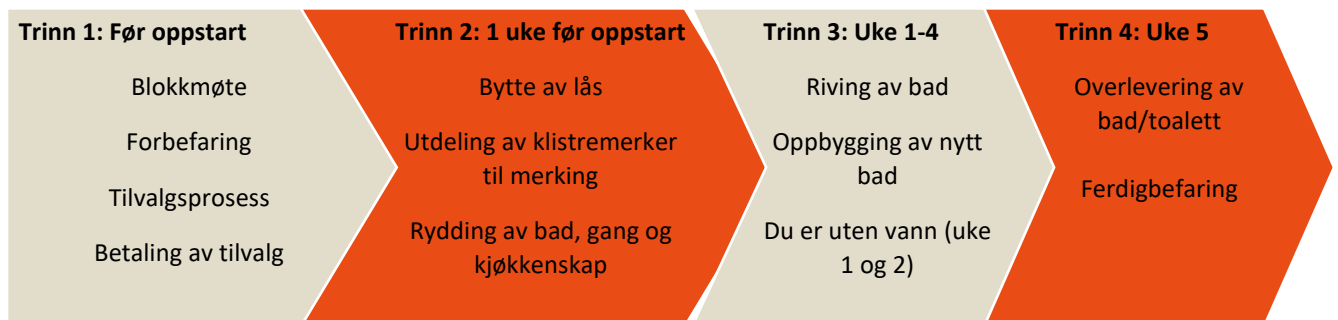 Trinn 1: Før oppstart
Blokkmøte
Forbefaring
Tilvalgsprosess
Betaling av tilvalg
Trinn 2: 1 uke før oppstart
Bytte av lås
Utdeling av klistremerker
til merking
Rydding av bad, gang og
kjøkkenskap
Trinn 3: Uke 1-4
Riving av bad
Oppbygging av nytt
bad
Du er uten vann (uke
1 og 2)
Trinn 4: Uke 5
Overlevering av
bad/toalett
Ferdigbefaring